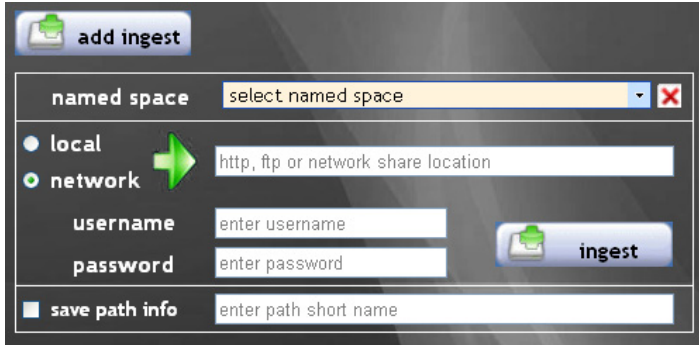 add ingest
named space select named space
local
http, ftp or network share location
network
username enter username
ingest
password enter password
save path info enter path short name